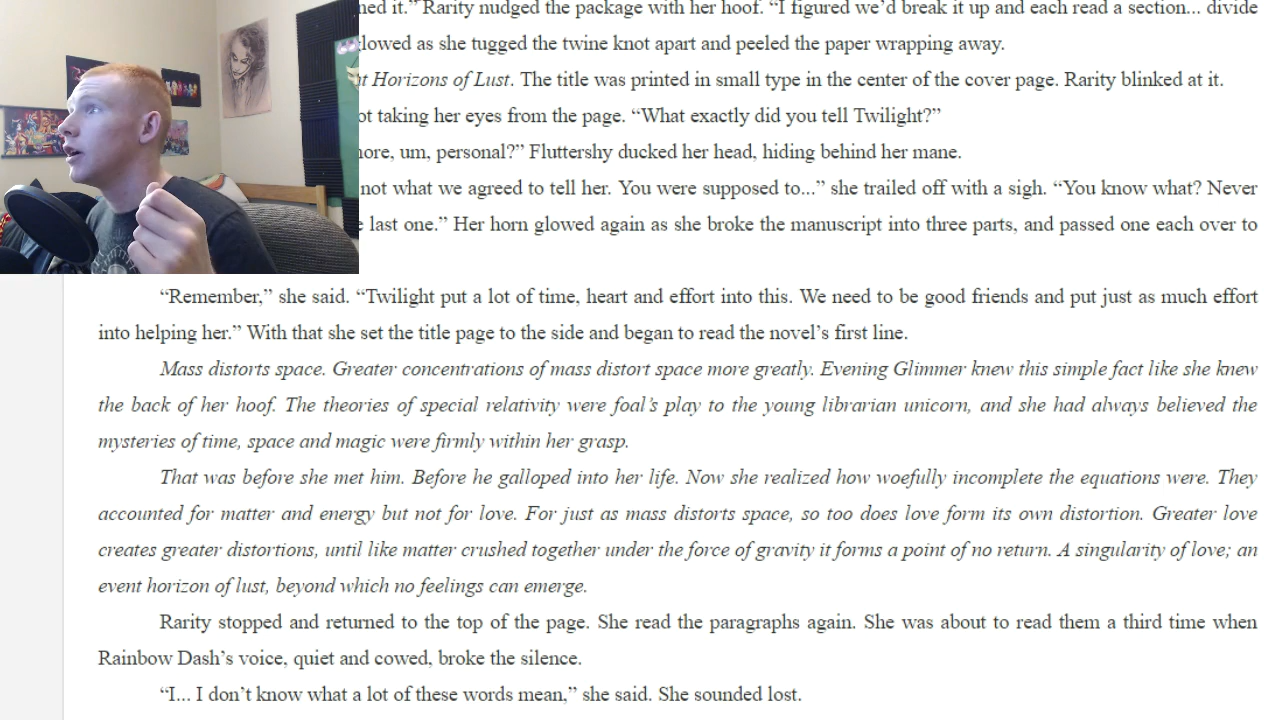 ned it.” Rarity nudged the package with her hoof. “I figured we’d break it up and each read a section... divide
lowed as she tugged the twine knot apart and peeled the paper wrapping away.
t Horizons of Lust. The title was printed in small type in the center of the cover page. Rarity blinked at it.
ot taking her eyes from the page. “What exactly did you tell Twilight?”
ore, um, personal?” Fluttershy ducked her head, hiding behind her mane.
not what we agreed to tell her. You were supposed to...” she trailed off with a sigh. “You know what? Never
last one.” Her horn glowed again as she broke the manuscript into three parts, and passed one each over to
“Remember,” she said. “Twilight put a lot of time, heart and effort into this. We need to be good friends and put just as much effort
into helping her.” With that she set the title page to the side and began to read the novel’s first line.
Mass distorts space. Greater concentrations of mass distort space more greatly. Evening Glimmer knew this simple fact like she knew
the back of her hoof. The theories of special relativity were foal’s play to the young librarian unicorn, and she had always believed the
mysteries of time, space and magic were firmly within her grasp.
That was before she met him. Before he galloped into her life. Now she realized how woefully incomplete the equations were. They
accounted for matter and energy but not for love. For just as mass distorts space, so too does love form its own distortion. Greater love
creates greater distortions, until like matter crushed together under the force of gravity it forms a point of no return. A singularity of love; an
event horizon of lust, beyond which no feelings can emerge.
Rarity stopped and returned to the top of the page. She read the paragraphs again. She was about to read them a third time when
Rainbow Dash’s voice, quiet and cowed, broke the silence.
“I... I don’t know what a lot of these words mean,” she said. She sounded lost.